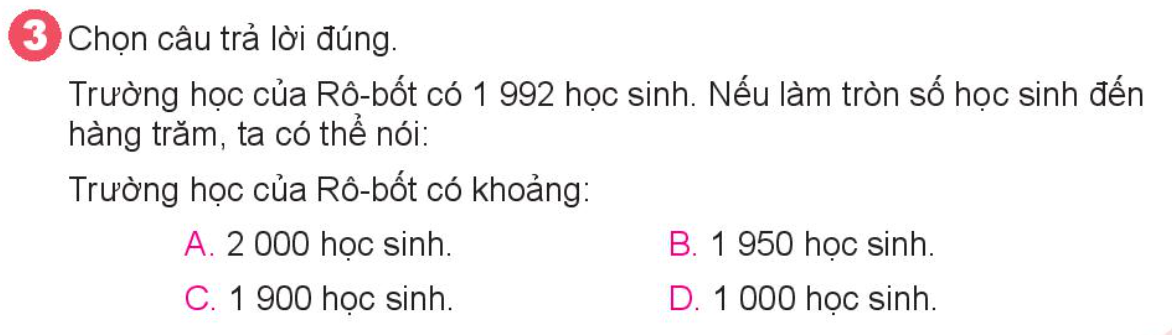 3 Chọn câu trả lời đúng.
Trường học của Rô-bốt có 1 992 học sinh. Nếu làm tròn số học sinh đến
hàng trăm, ta có thể nói:
Trường học của Rô-bốt có khoảng:
A. 2 000 học sinh. B. 1 950 học sinh.
C. 1 900 học sinh. D. 1 000 học sinh.